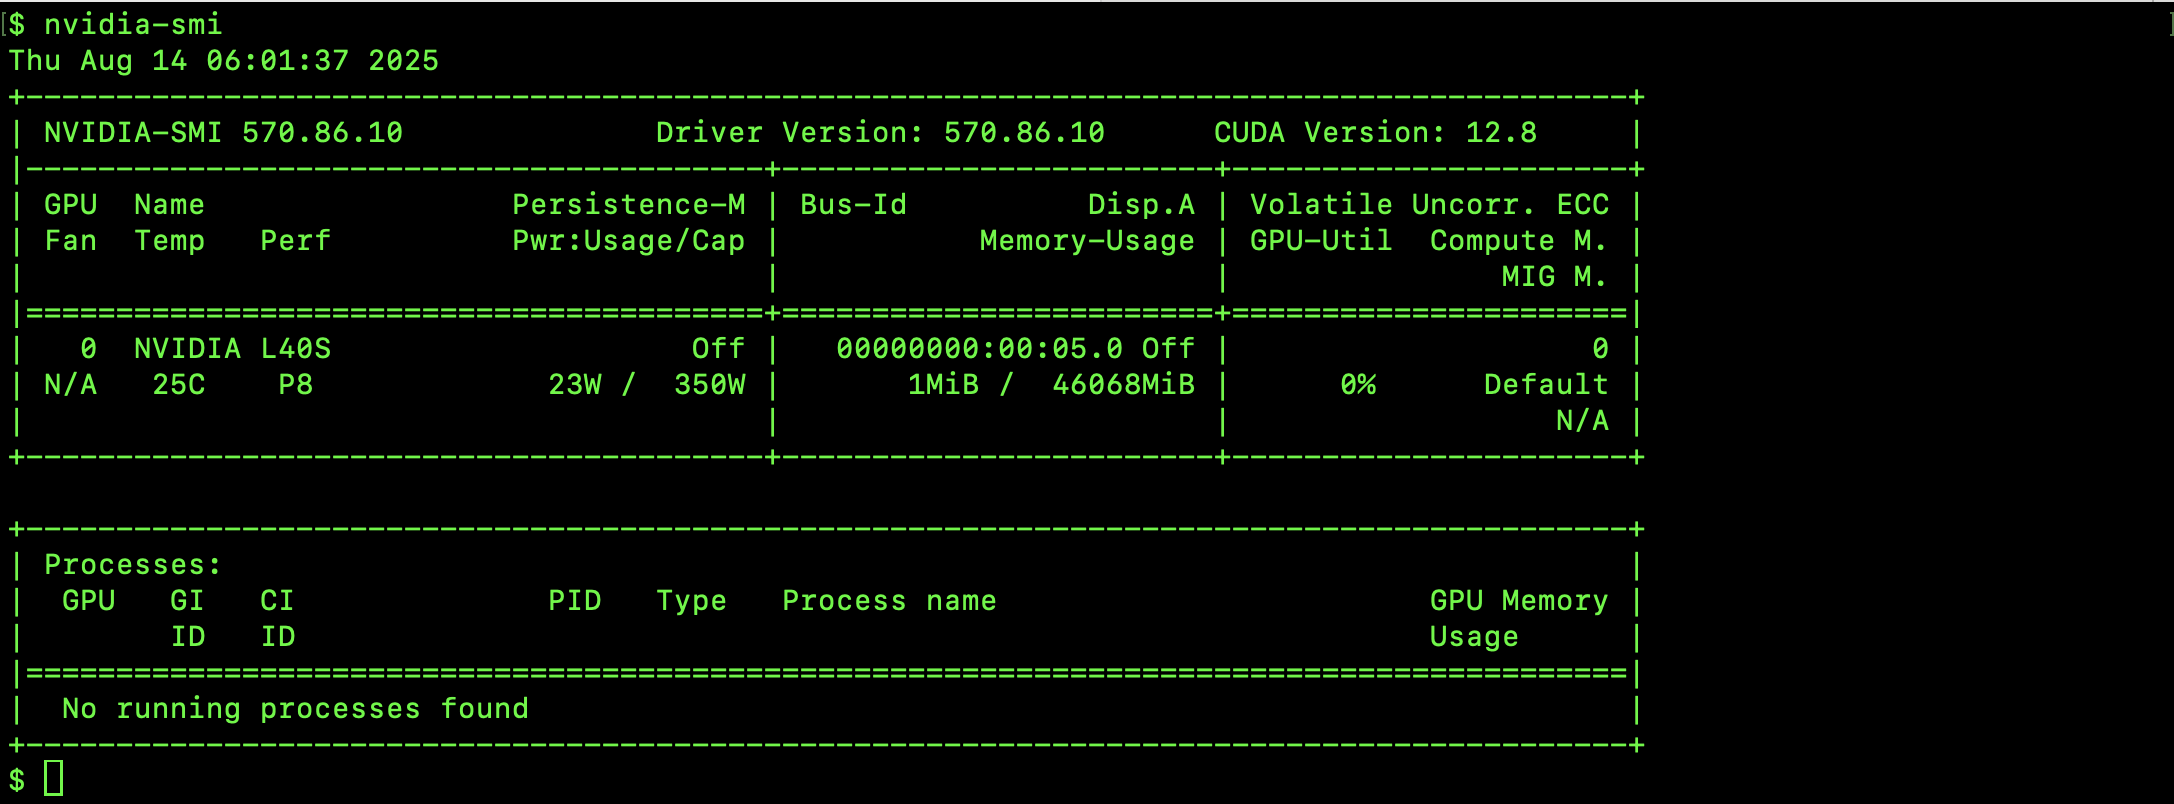 $ nvidia-smi
Thu Aug 14 06:01:37 2025
+-----------------------------------------------------------------------------------------+
| NVIDIA-SMI 570.86.10              Driver Version: 570.86.10      CUDA Version: 12.8     |
|-----------------------------------------+------------------------+----------------------+
| GPU  Name                 Persistence-M | Bus-Id          Disp.A | Volatile Uncorr. ECC |
| Fan  Temp   Perf          Pwr:Usage/Cap |           Memory-Usage | GPU-Util  Compute M. |
|                                         |                        |               MIG M. |
|=========================================+========================+======================|
|   0  NVIDIA L40S                    Off |   00000000:00:05.0 Off |                    0 |
| N/A   25C    P8             23W /  350W |       1MiB /  46068MiB |      0%      Default |
|                                         |                        |                  N/A |
+-----------------------------------------+------------------------+----------------------+

+-----------------------------------------------------------------------------------------+
| Processes:                                                                              |
|  GPU   GI   CI              PID   Type   Process name                        GPU Memory |
|        ID   ID                                                               Usage      |
|=========================================================================================|
|  No running processes found                                                             |
+-----------------------------------------------------------------------------------------+
$